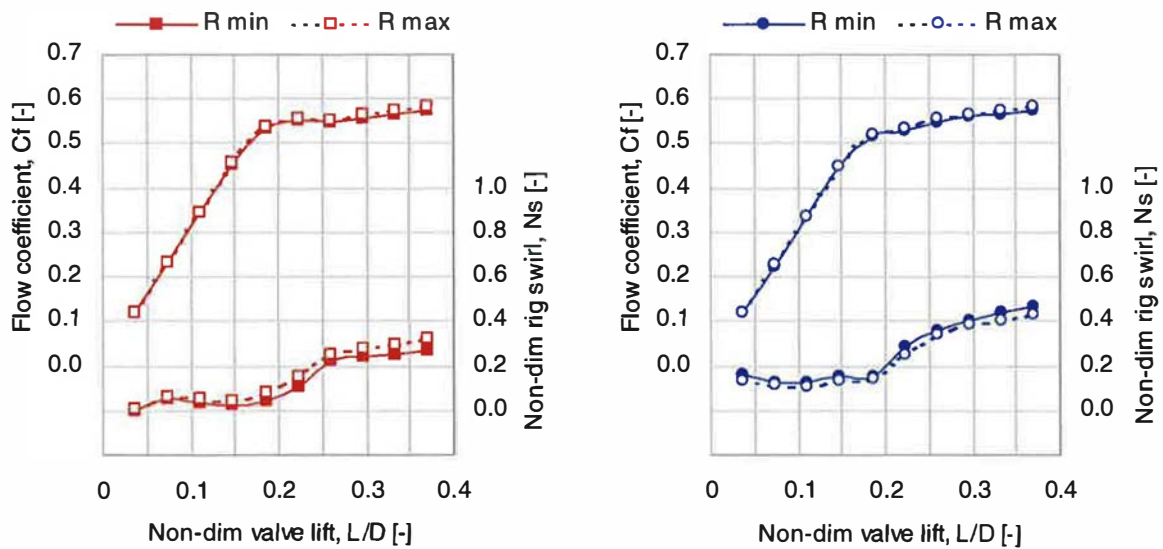 R min R max
Flow coefficient, Cf [-]
0.7
0.6
0.5
0.4
0.3
0.2
0.1
0.0
1.0
0.8
0.6
0.4
0.2
0.0
Non-dim rig swirl, Ns [-]
0 0.1 0.2 0.3 0.4
Non-dim valve lift, L/D [-]
R min R max
Flow coefficient, Cf [-]
0.7
0.6
0.5
0.4
0.3
0.2
0.1
0.0
1.0
0.8
0.6
0.4
0.2
0.0
Non-dim rig swirl, Ns [-]
0 0.1 0.2 0.3 0.4
Non-dim valve lift, L/D [-]